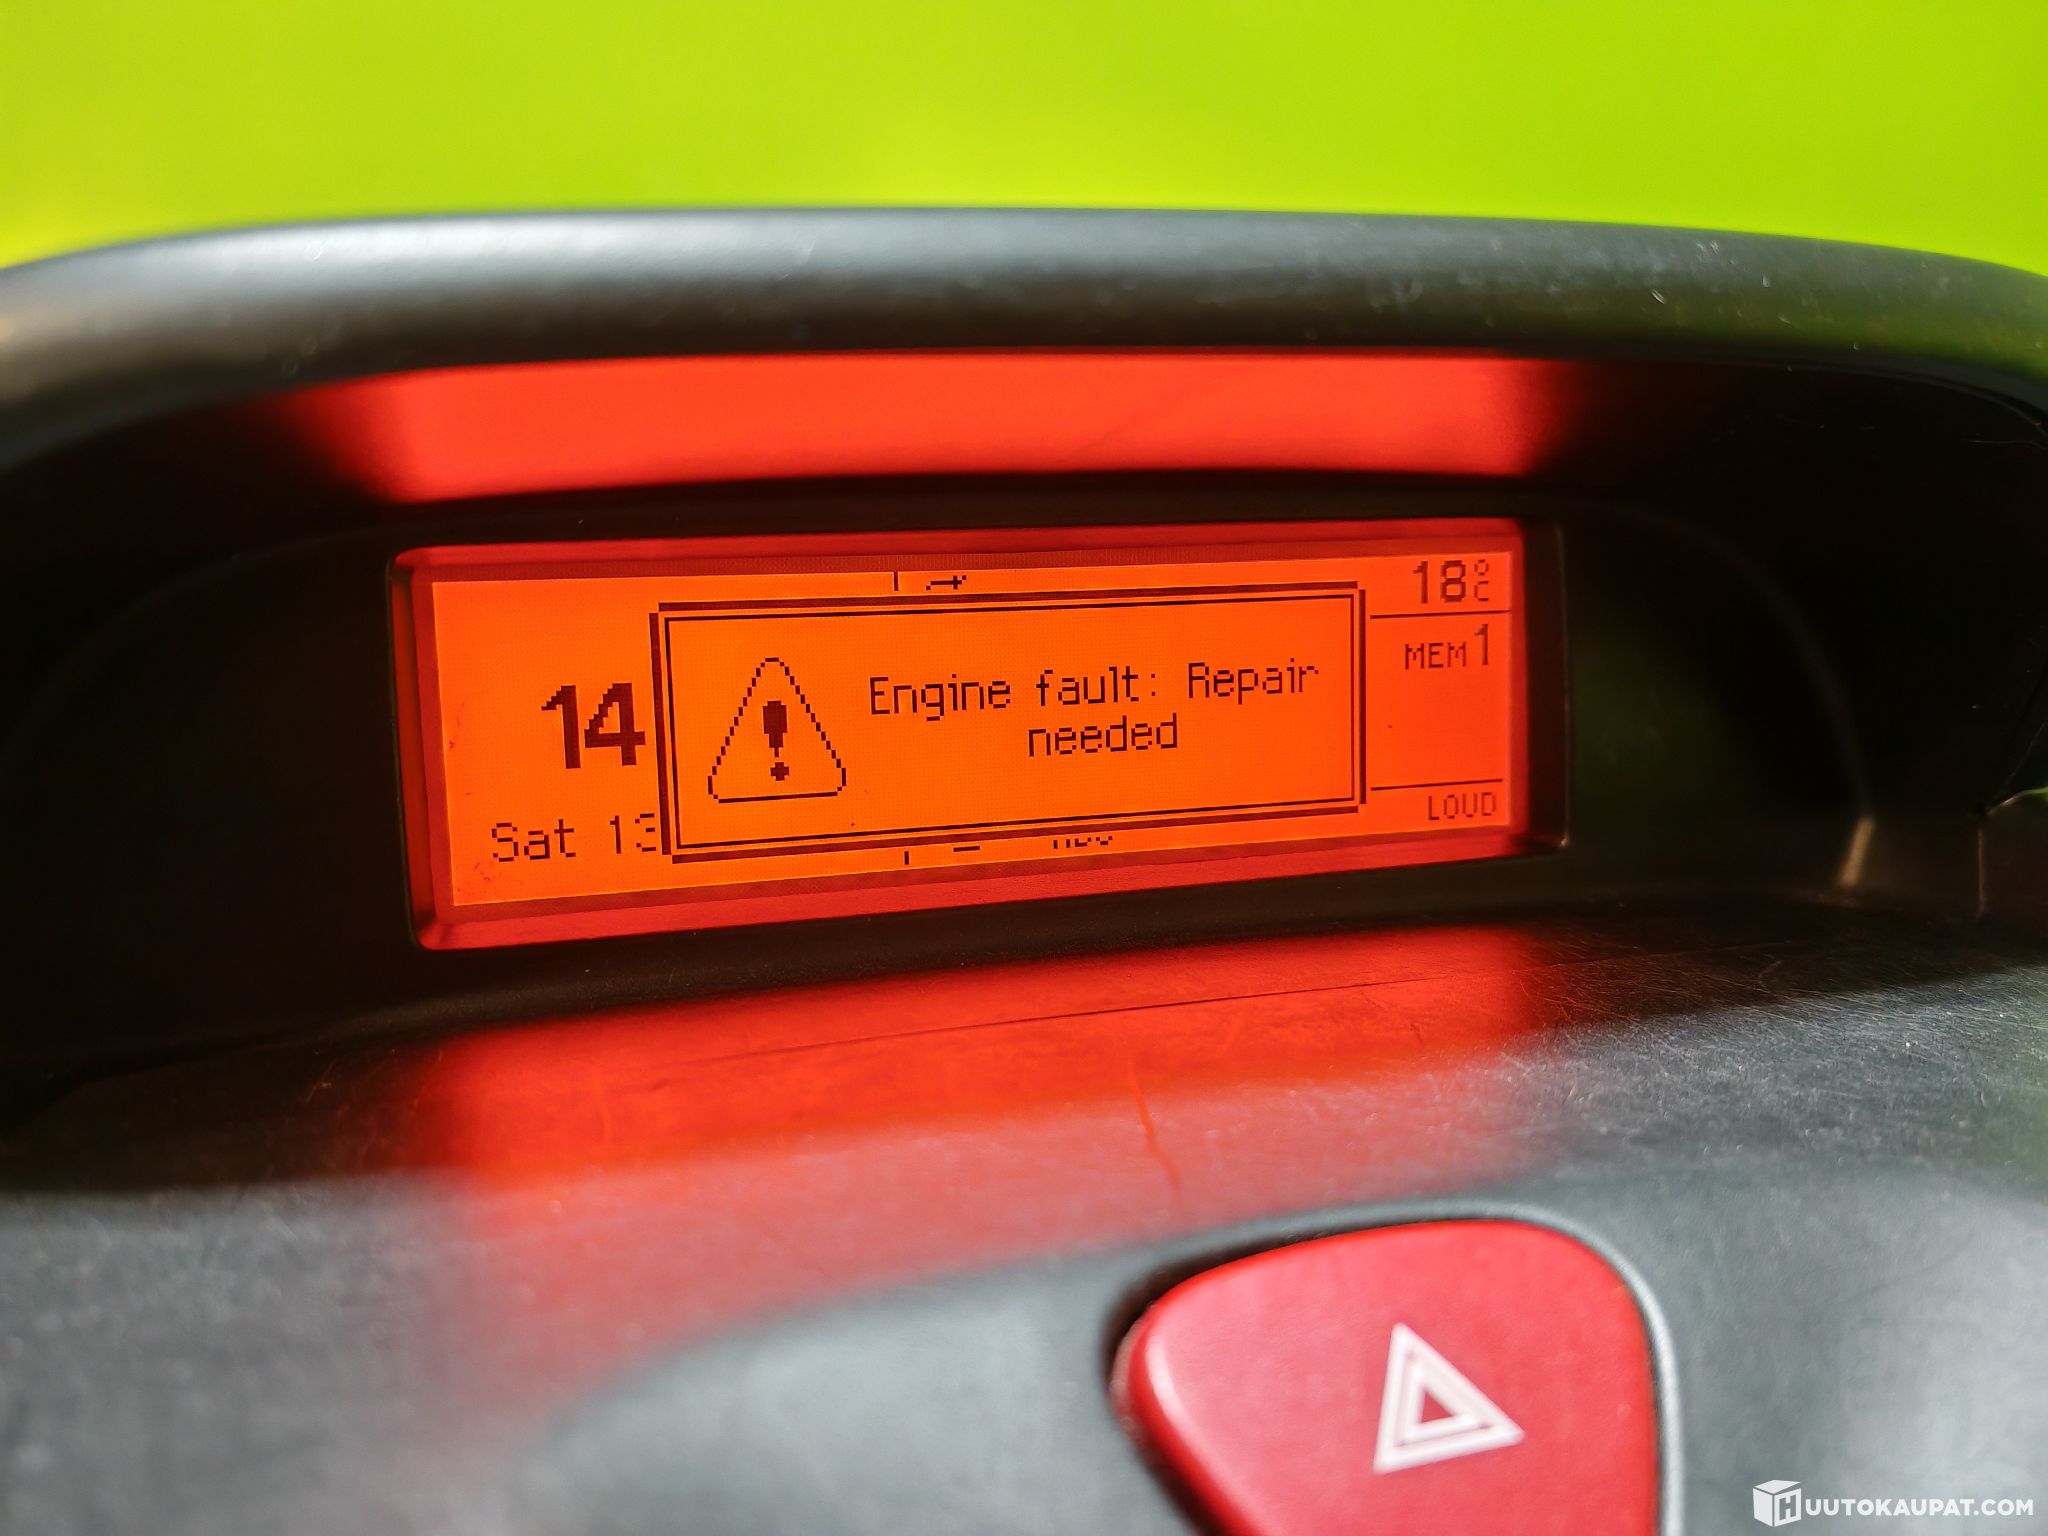 18°C
14
Engine fault: Repair
needed
MEM 1
Sat 13
LOUD
HUUTOKAUPAT.COM